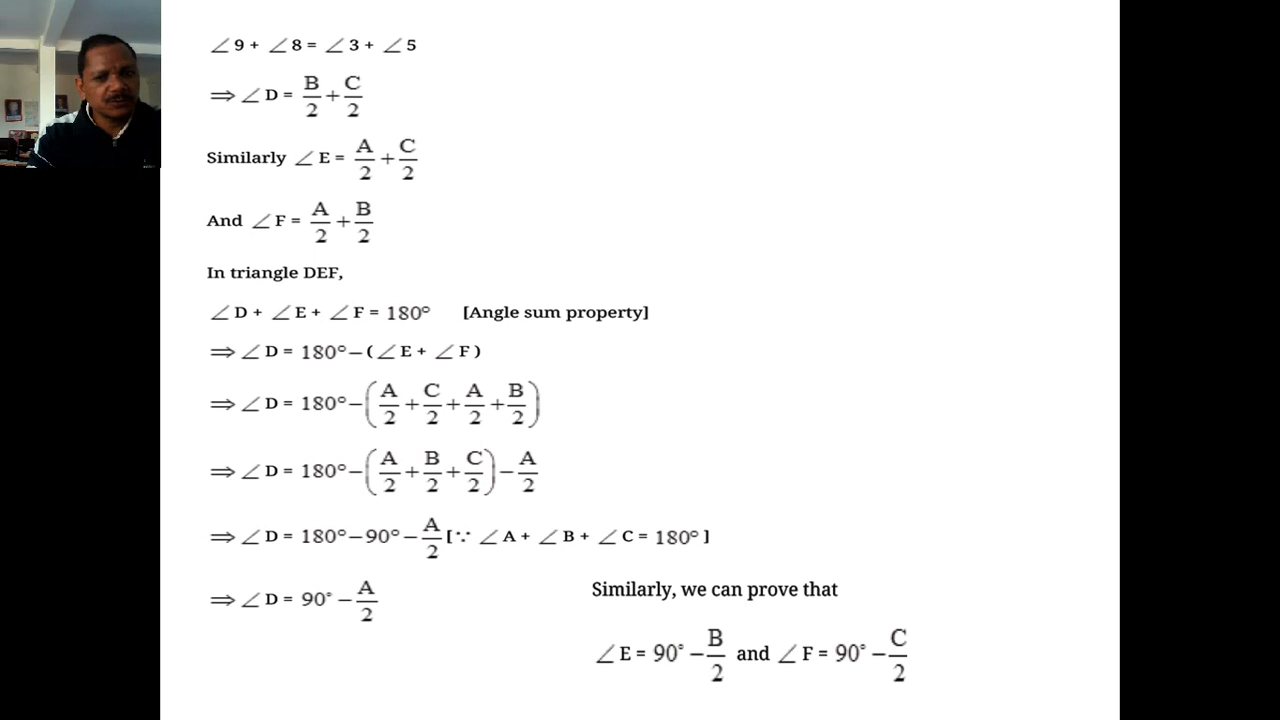 ∠9 + ∠8 = ∠3 + ∠5
⇒ ∠D = B/2 + C/2
Similarly ∠E = A/2 + C/2
And ∠F = A/2 + B/2
In triangle DEF,
∠D + ∠E + ∠F = 180° [Angle sum property]
⇒ ∠D = 180° − (∠E + ∠F)
⇒ ∠D = 180° − (A/2 + C/2 + A/2 + B/2)
⇒ ∠D = 180° − (A/2 + B/2 + C/2) − A/2
⇒ ∠D = 180° − 90° − A/2 [∵ ∠A + ∠B + ∠C = 180°]
⇒ ∠D = 90° − A/2
Similarly, we can prove that
∠E = 90° − B/2 and ∠F = 90° − C/2